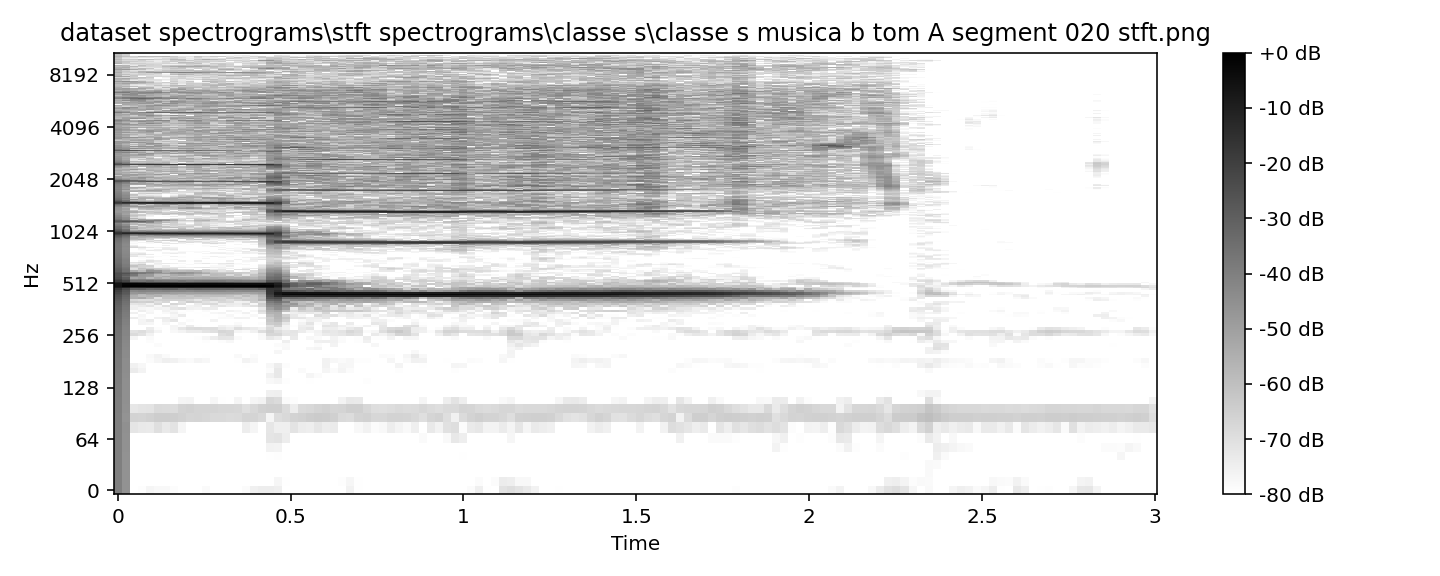 dataset spectrograms\stft spectrograms\classe s\classe s musica b tom A segment 020 stft.png
8192
4096
2048
1024
512
256
128
64
0
Hz
0
0.5
1
1.5
2
2.5
3
Time
+0 dB
-10 dB
-20 dB
-30 dB
-40 dB
-50 dB
-60 dB
-70 dB
-80 dB